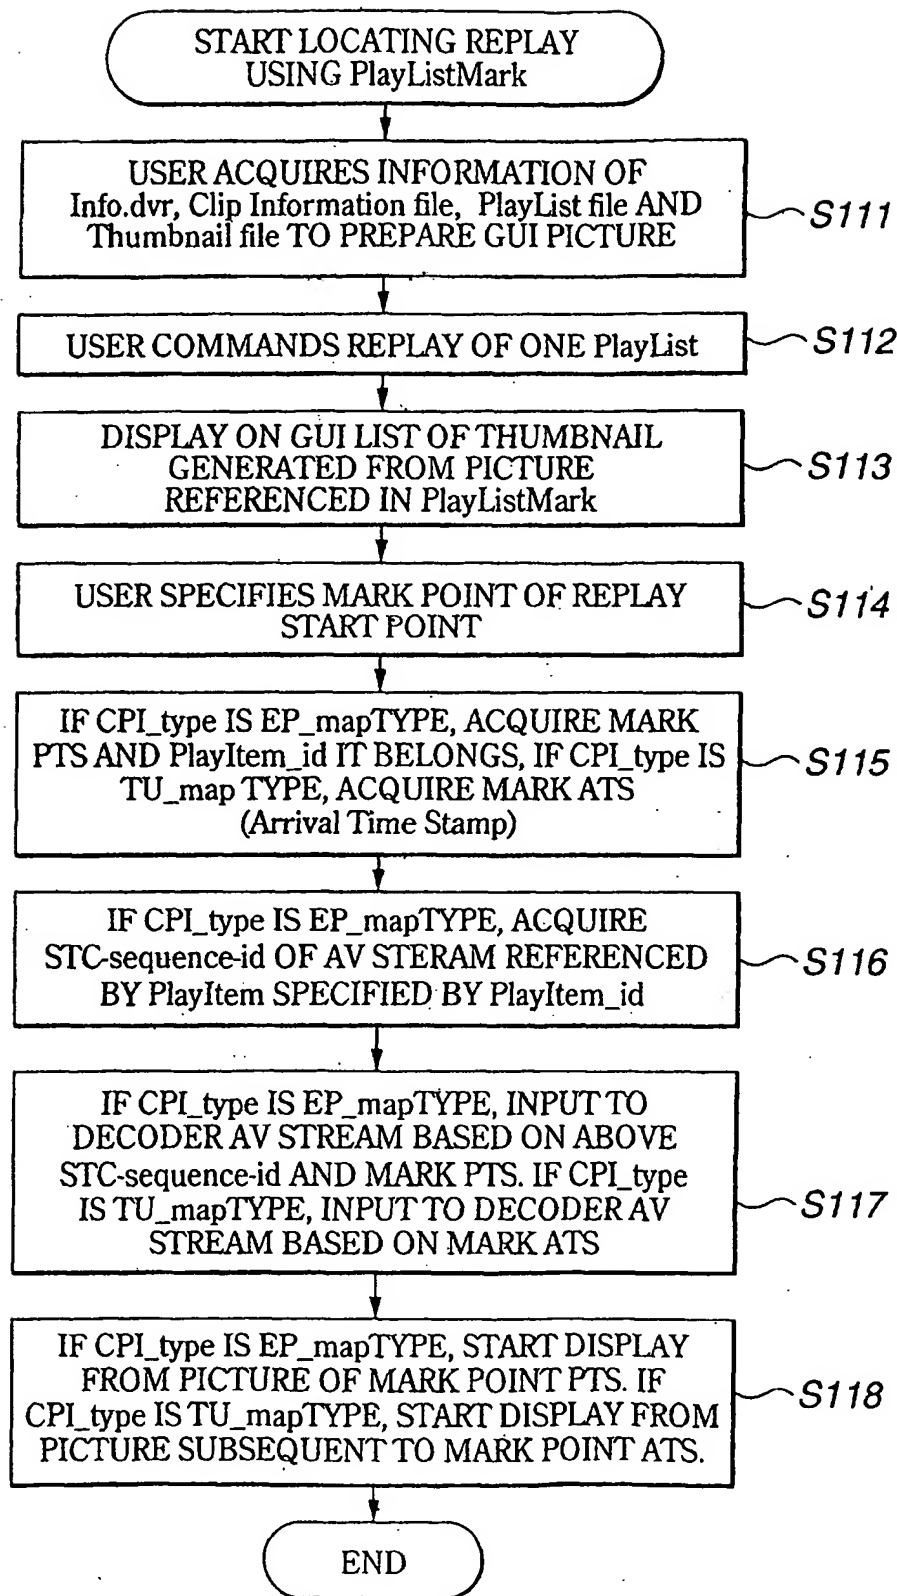 START LOCATING REPLAY
USING PlayListMark
USER ACQUIRES INFORMATION OF
Info.dvr, Clip Information file, PlayList file AND
Thumbnail file TO PREPARE GUI PICTURE
S111
USER COMMANDS REPLAY OF ONE PlayList
S112
DISPLAY ON GUI LIST OF THUMBNAIL
GENERATED FROM PICTURE
REFERENCED IN PlayListMark
S113
USER SPECIFIES MARK POINT OF REPLAY
START POINT
S114
IF CPI_type IS EP_mapTYPE, ACQUIRE MARK
PTS AND PlayItem_id IT BELONGS, IF CPI_type IS
TU_map TYPE, ACQUIRE MARK ATS
(Arrival Time Stamp)
S115
IF CPI_type IS EP_mapTYPE, ACQUIRE
STC-sequence-id OF AV STERAM REFERENCED
BY PlayItem SPECIFIED BY PlayItem_id
S116
IF CPI_type IS EP_mapTYPE, INPUT TO
DECODER AV STREAM BASED ON ABOVE
STC-sequence-id AND MARK PTS. IF CPI_type
IS TU_mapTYPE, INPUT TO DECODER AV
STREAM BASED ON MARK ATS
S117
IF CPI_type IS EP_mapTYPE, START DISPLAY
FROM PICTURE OF MARK POINT PTS. IF
CPI_type IS TU_mapTYPE, START DISPLAY FROM
PICTURE SUBSEQUENT TO MARK POINT ATS.
S118
END